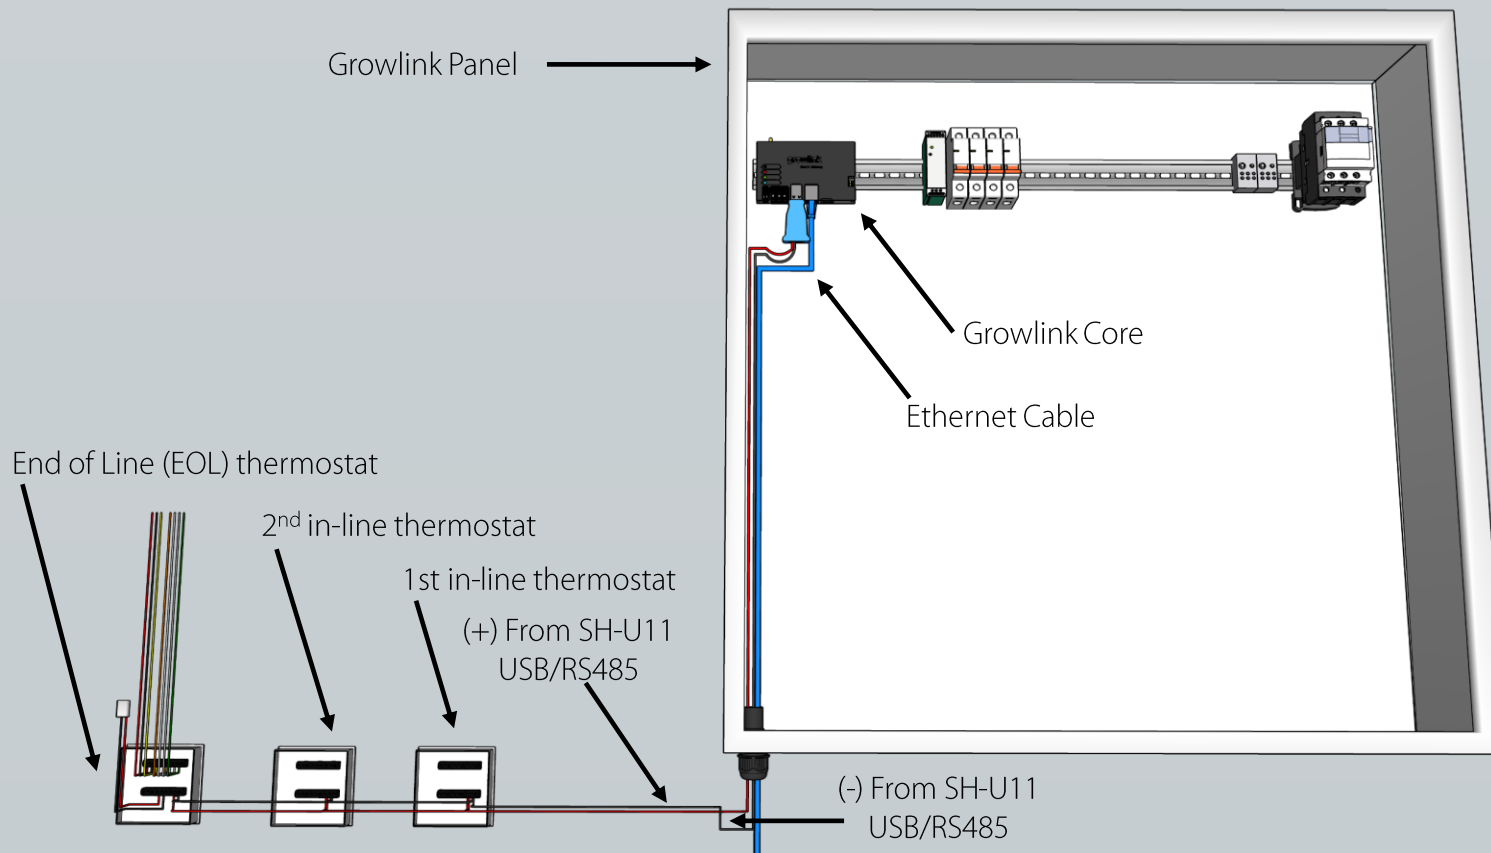 Growlink Panel
Growlink Core
Ethernet Cable
End of Line (EOL) thermostat
2nd in-line thermostat
1st in-line thermostat
(+) From SH-U11
USB/RS485
(-) From SH-U11
USB/RS485